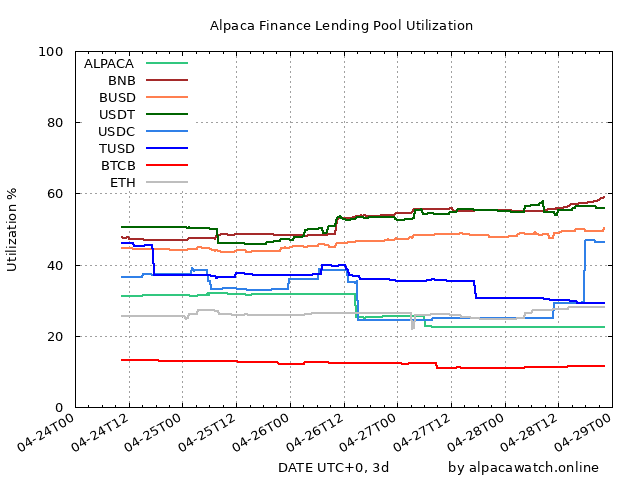 Alpaca Finance Lending Pool Utilization
100
80
60
40
20
0
Utilization %
ALPACA
BNB
BUSD
USDT
USDC
TUSD
BTCB
ETH
04-24T00
04-24T12
04-25T00
04-25T12
04-26T00
04-26T12
04-27T00
04-27T12
04-28T00
04-28T12
04-29T00
DATE UTC+0, 3d
by alpacawatch.online